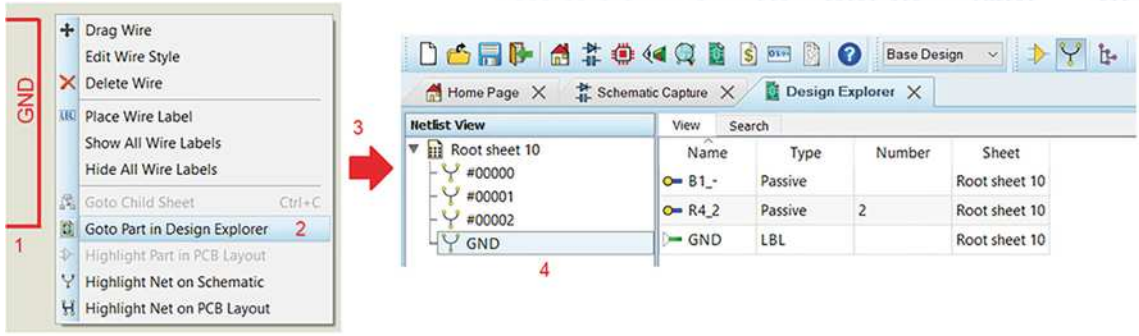 GND
1
Drag Wire
Edit Wire Style
Delete Wire
LBL Place Wire Label
Show All Wire Labels
Hide All Wire Labels
Goto Child Sheet Ctrl+C
Goto Part in Design Explorer 2
Highlight Part in PCB Layout
Highlight Net on Schematic
Highlight Net on PCB Layout
3
Base Design
Home Page Schematic Capture Design Explorer
Netlist View
Root sheet 10
#00000
#00001
#00002
GND
4
View Search
Name Type Number Sheet
B1_- Passive Root sheet 10
R4_2 Passive 2 Root sheet 10
GND LBL Root sheet 10